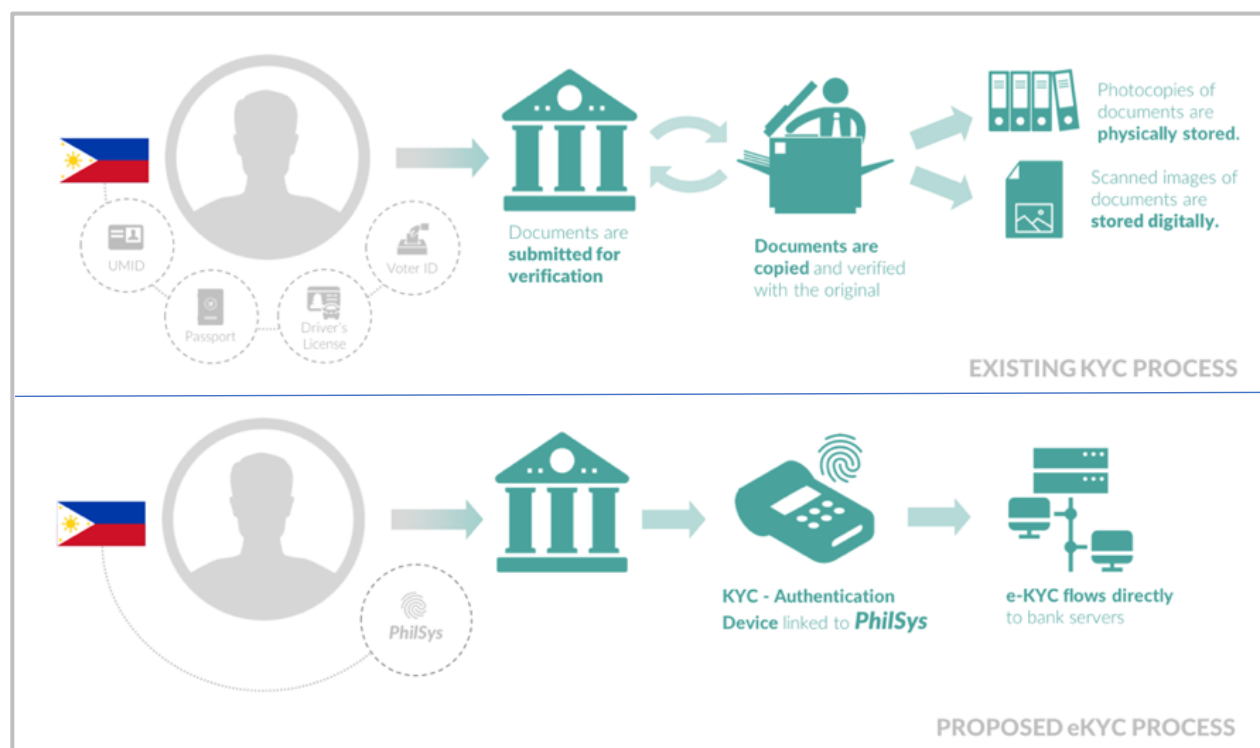 UMID
Passport
Driver's
License
Voter ID
Documents are
submitted for
verification
Documents are
copied and verified
with the original
Photocopies of
documents are
physically stored.
Scanned images of
documents are
stored digitally.
EXISTING KYC PROCESS
PhilSys
KYC - Authentication
Device linked to PhilSys
e-KYC flows directly
to bank servers
PROPOSED eKYC PROCESS